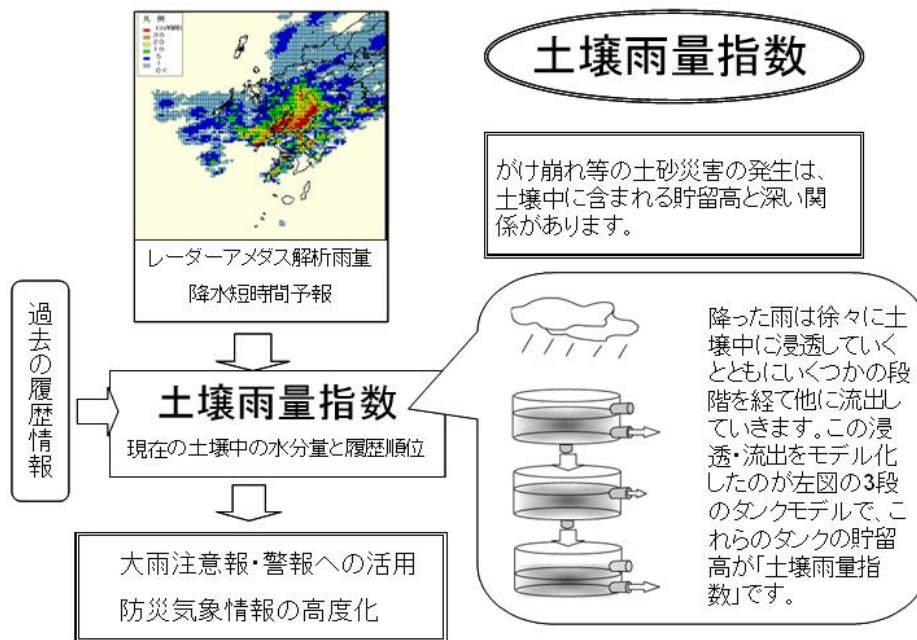 凡 例
30
20
10
5
1
0<
土壌雨量指数
がけ崩れ等の土砂災害の発生は、
土壌中に含まれる貯留高と深い関
係があります。
レーダーアメダス解析雨量
降水短時間予報
過去の履歴情報
土壌雨量指数
現在の土壌中の水分量と履歴順位
降った雨は徐々に土
壌中に浸透していく
とともにいくつかの段
階を経て他に流出し
ていきます。この浸
透・流出をモデル化
したのが左図の3段
のタンクモデルで、こ
れらのタンクの貯留
高が「土壌雨量指
数」です。
大雨注意報・警報への活用
防災気象情報の高度化